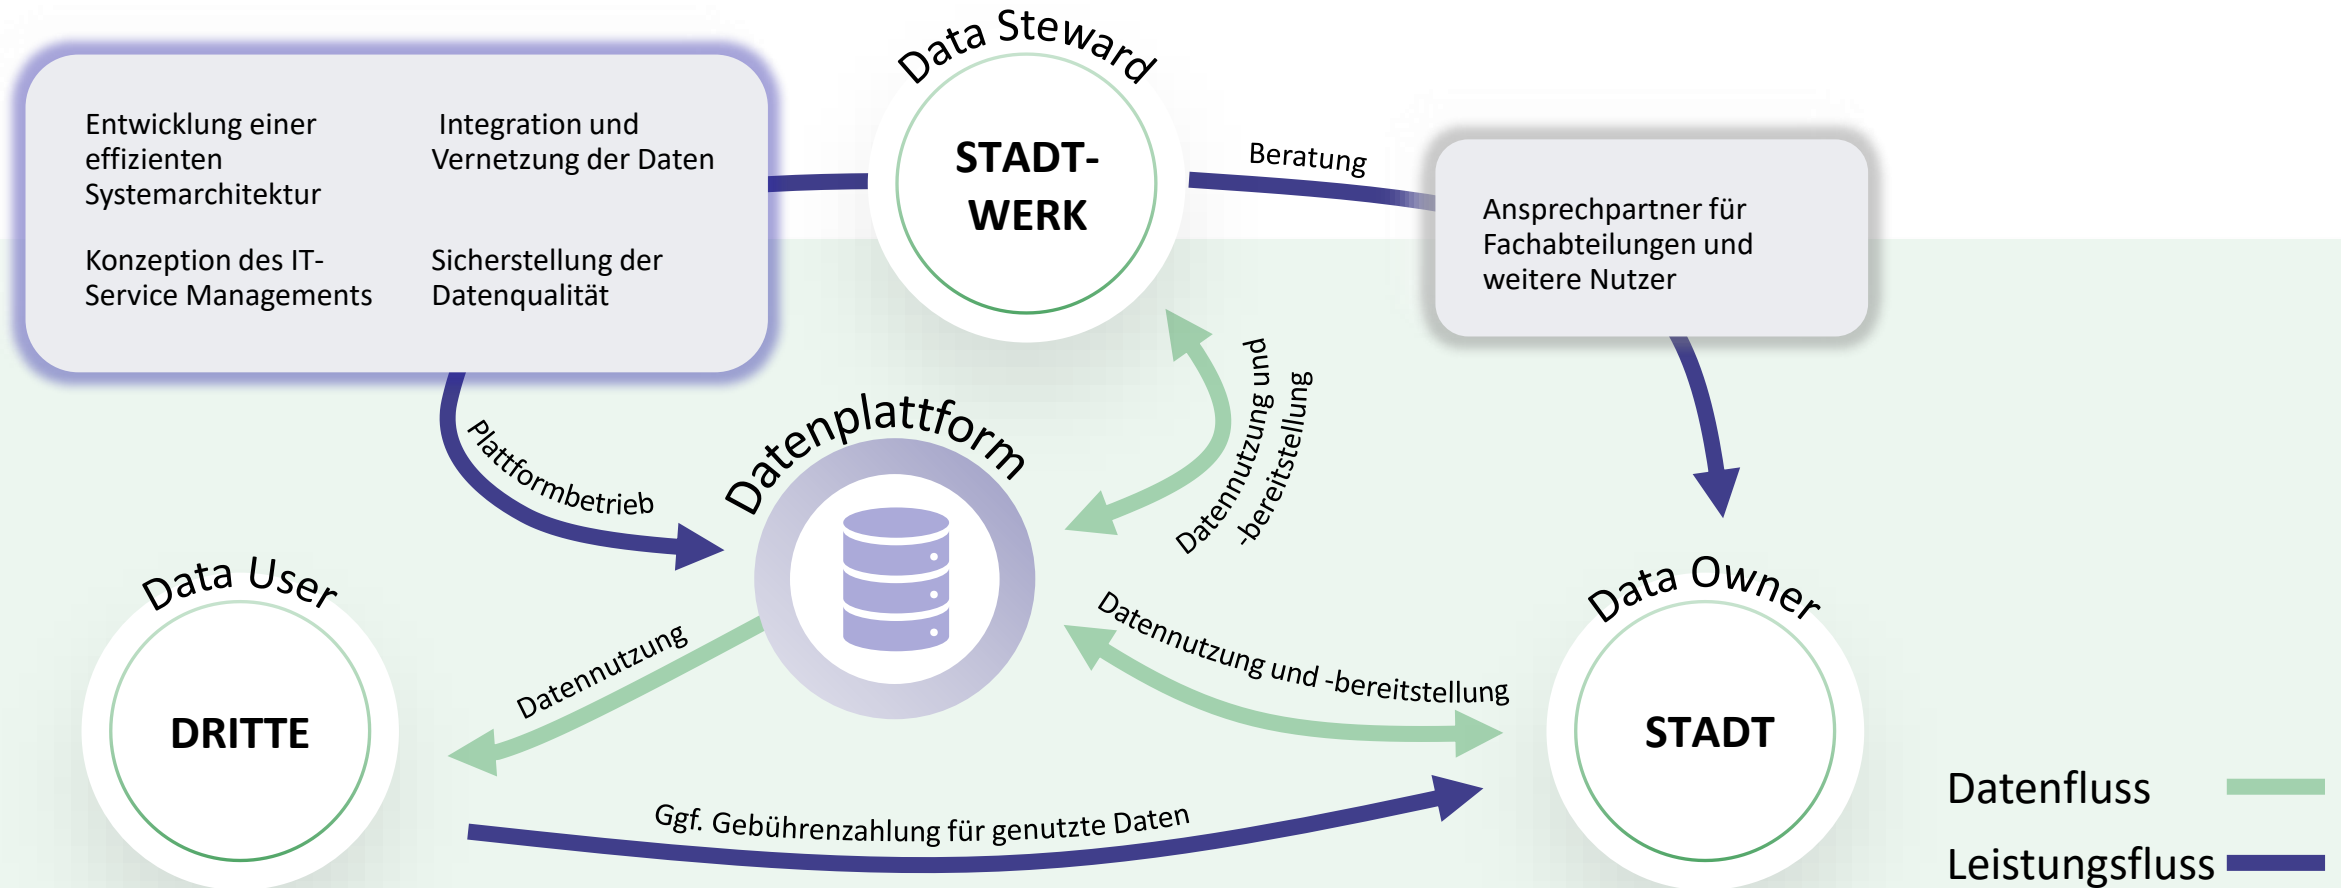 Data Steward
STADT-
WERK
Entwicklung einer
effizienten
Systemarchitektur
Integration und
Vernetzung der Daten
Konzeption des IT-
Service Managements
Sicherstellung der
Datenqualität
Beratung
Ansprechpartner für
Fachabteilungen und
weitere Nutzer
Plattformbetrieb
Datenplattform
Datennutzung und
-bereitstellung
Data User
DRITTE
Datennutzung
Datennutzung und -bereitstellung
Data Owner
STADT
Ggf. Gebührenzahlung für genutzte Daten
Datenfluss
Leistungsfluss